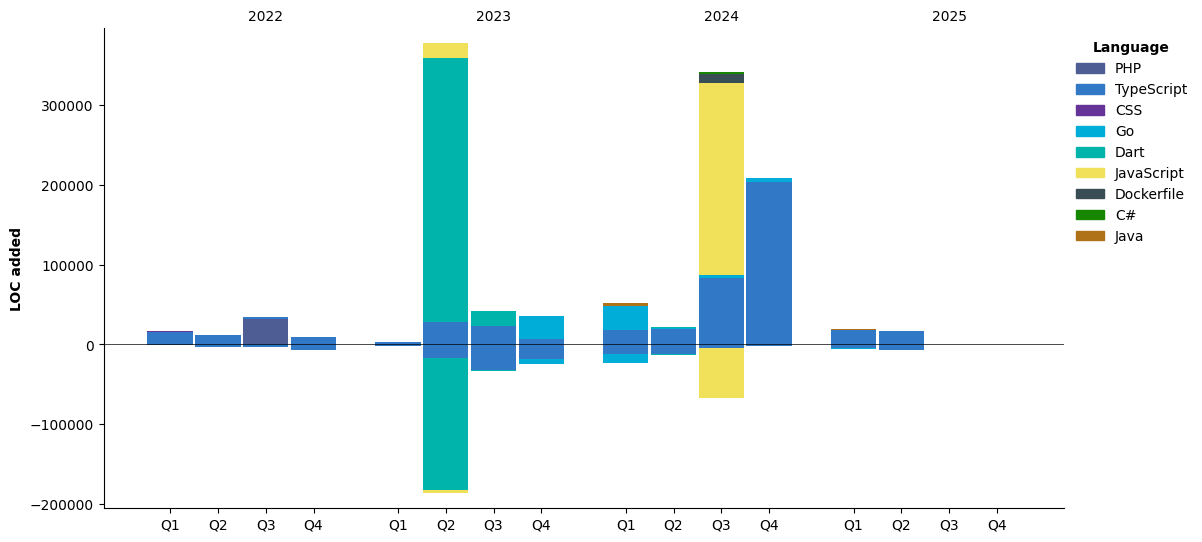 2022 2023 2024 2025
LOC added
300000
200000
100000
0
−100000
−200000
Q1 Q2 Q3 Q4 Q1 Q2 Q3 Q4 Q1 Q2 Q3 Q4 Q1 Q2 Q3 Q4
Language
PHP
TypeScript
CSS
Go
Dart
JavaScript
Dockerfile
C#
Java